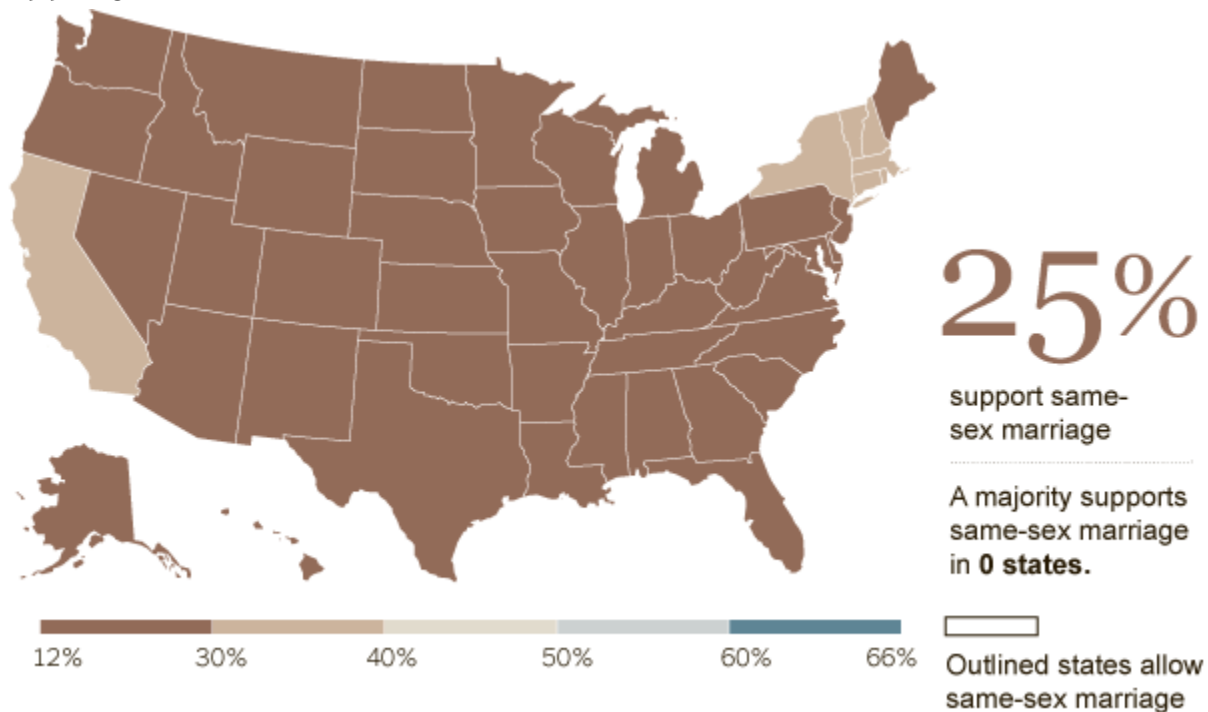 25%
support same-
sex marriage
A majority supports
same-sex marriage
in 0 states.
12% 30% 40% 50% 60% 66%
Outlined states allow
same-sex marriage